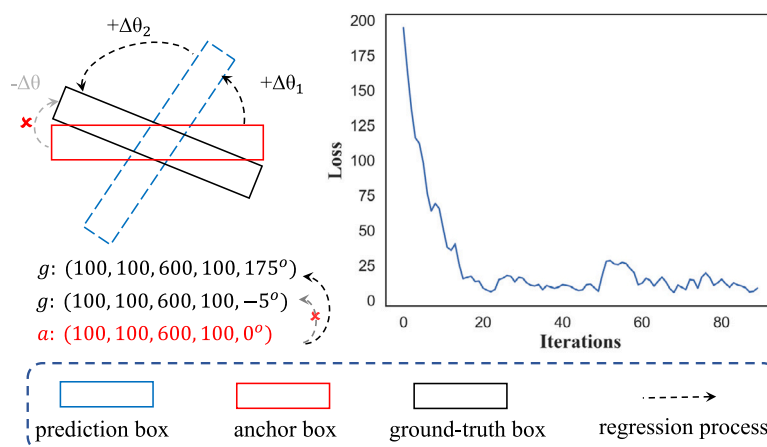 +Δθ₂
-Δθ
+Δθ₁
g: (100, 100, 600, 100, 175°)
g: (100, 100, 600, 100, −5°)
a: (100, 100, 600, 100, 0°)
Loss
200
175
150
125
100
75
50
25
0
0 20 40 60 80
Iterations
prediction box
anchor box
ground-truth box
regression process